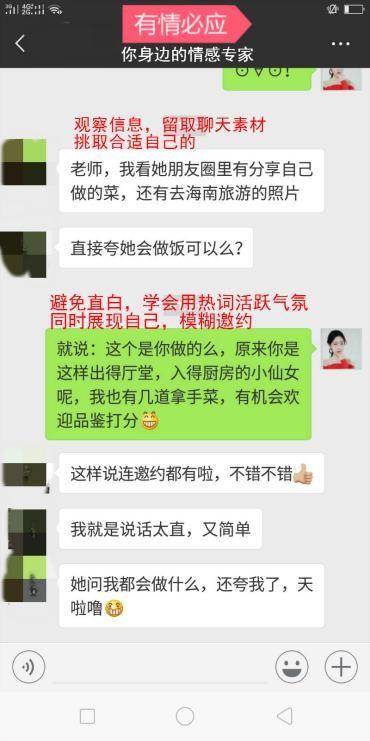 3G 4G 2G
有情必应
你身边的情感专家
观察信息，留取聊天素材
挑取合适自己的
老师，我看她朋友圈里有分享自己
做的菜，还有去海南旅游的照片
直接夸她会做饭可以么？
避免直白，学会用热词活跃气氛
同时展现自己，模糊邀约
就说：这个是你做的么，原来你是
这样出得厅堂，入得厨房的小仙女
呢，我也有几道拿手菜，有机会欢
迎品鉴打分😁
这样说连邀约都有啦，不错不错👍
我就是说话太直，又简单
她问我都会做什么，还夸我了，天
啦噜😂